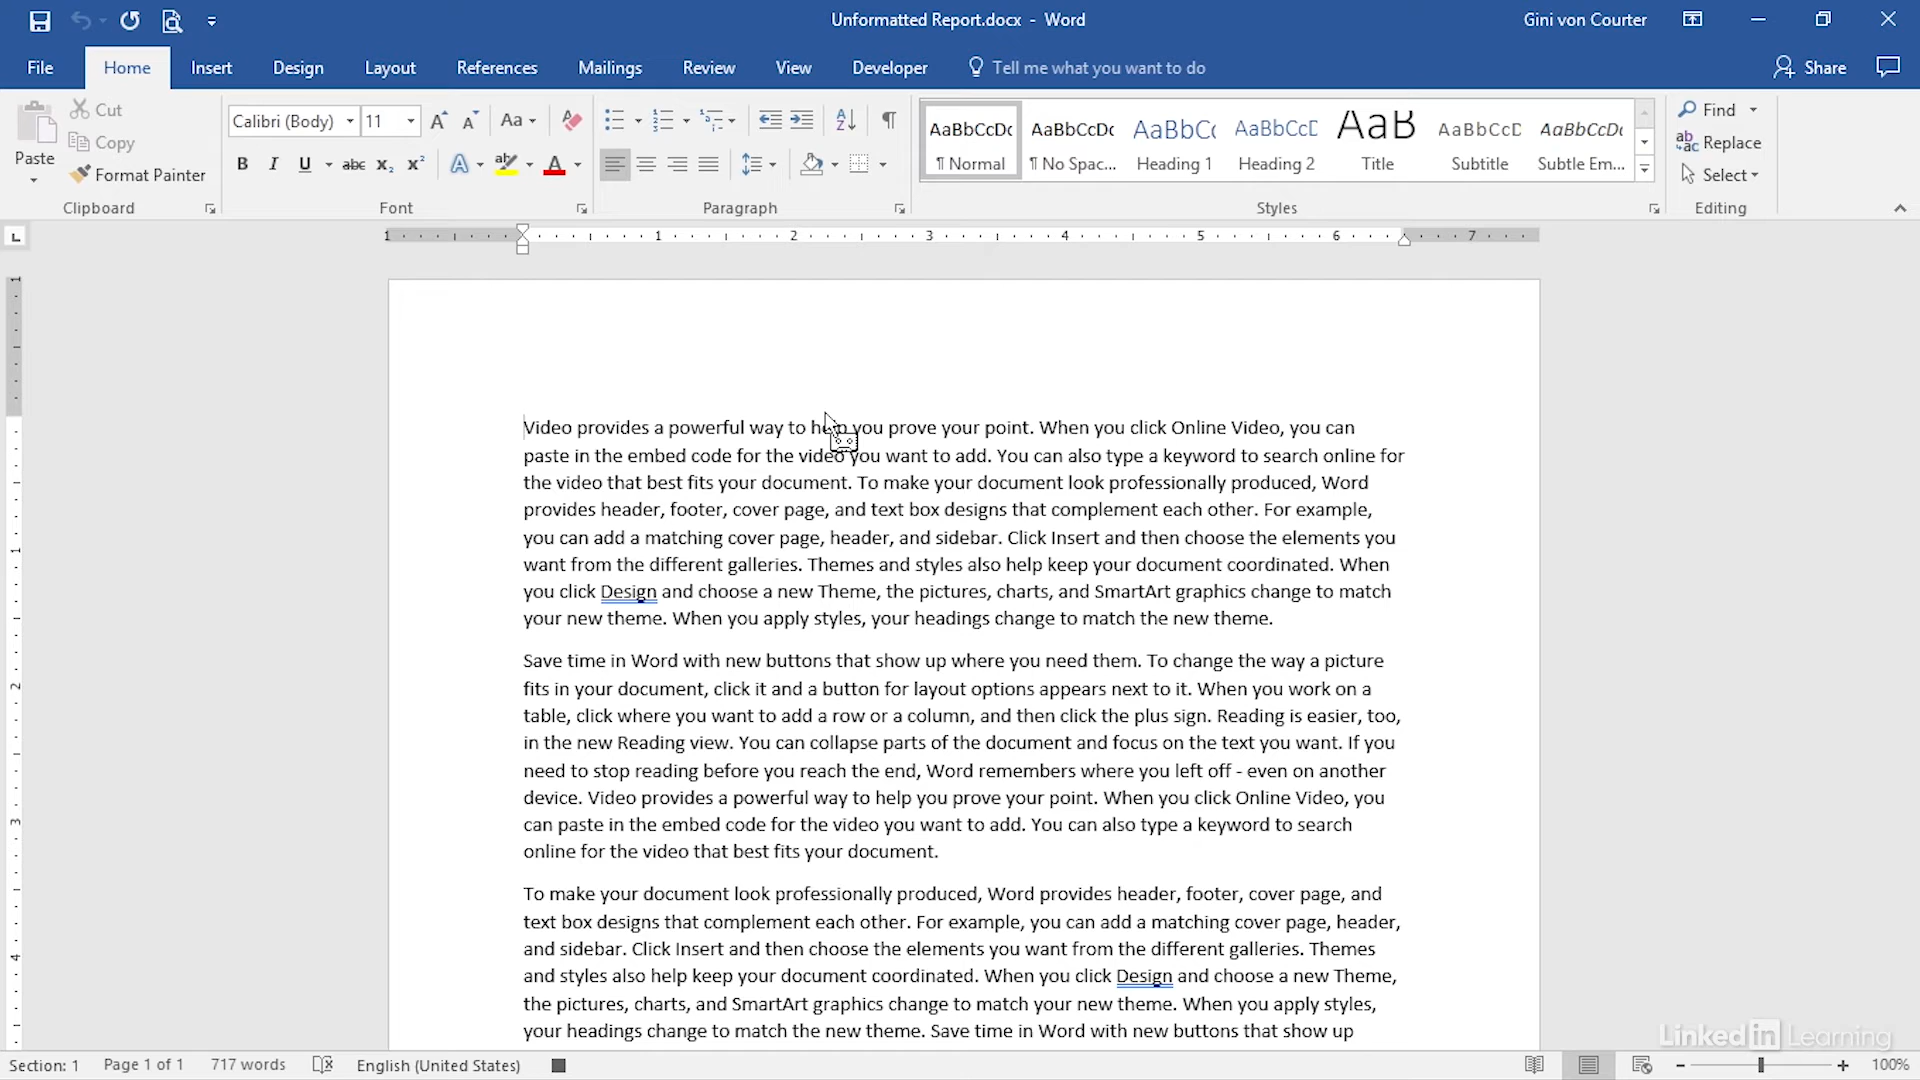 Unformatted Report.docx - Word
Gini von Courter
File Home Insert Design Layout References Mailings Review View Developer Tell me what you want to do Share
Paste
Cut
Copy
Format Painter
Clipboard
Calibri (Body) 11
Font
Paragraph
AaBbCcDc AaBbCcDc AaBbC AaBbCcD AaB AaBbCcD AaBbCcDc
¶ Normal ¶ No Spac... Heading 1 Heading 2 Title Subtitle Subtle Em...
Styles
Find
Replace
Select
Editing
1 1 2 3 4 5 6 7
Video provides a powerful way to help you prove your point. When you click Online Video, you can
paste in the embed code for the video you want to add. You can also type a keyword to search online for
the video that best fits your document. To make your document look professionally produced, Word
provides header, footer, cover page, and text box designs that complement each other. For example,
you can add a matching cover page, header, and sidebar. Click Insert and then choose the elements you
want from the different galleries. Themes and styles also help keep your document coordinated. When
you click Design and choose a new Theme, the pictures, charts, and SmartArt graphics change to match
your new theme. When you apply styles, your headings change to match the new theme.
Save time in Word with new buttons that show up where you need them. To change the way a picture
fits in your document, click it and a button for layout options appears next to it. When you work on a
table, click where you want to add a row or a column, and then click the plus sign. Reading is easier, too,
in the new Reading view. You can collapse parts of the document and focus on the text you want. If you
need to stop reading before you reach the end, Word remembers where you left off - even on another
device. Video provides a powerful way to help you prove your point. When you click Online Video, you
can paste in the embed code for the video you want to add. You can also type a keyword to search
online for the video that best fits your document.
To make your document look professionally produced, Word provides header, footer, cover page, and
text box designs that complement each other. For example, you can add a matching cover page, header,
and sidebar. Click Insert and then choose the elements you want from the different galleries. Themes
and styles also help keep your document coordinated. When you click Design and choose a new Theme,
the pictures, charts, and SmartArt graphics change to match your new theme. When you apply styles,
your headings change to match the new theme. Save time in Word with new buttons that show up
LinkedIn Learning
Section: 1 Page 1 of 1 717 words English (United States) 100%